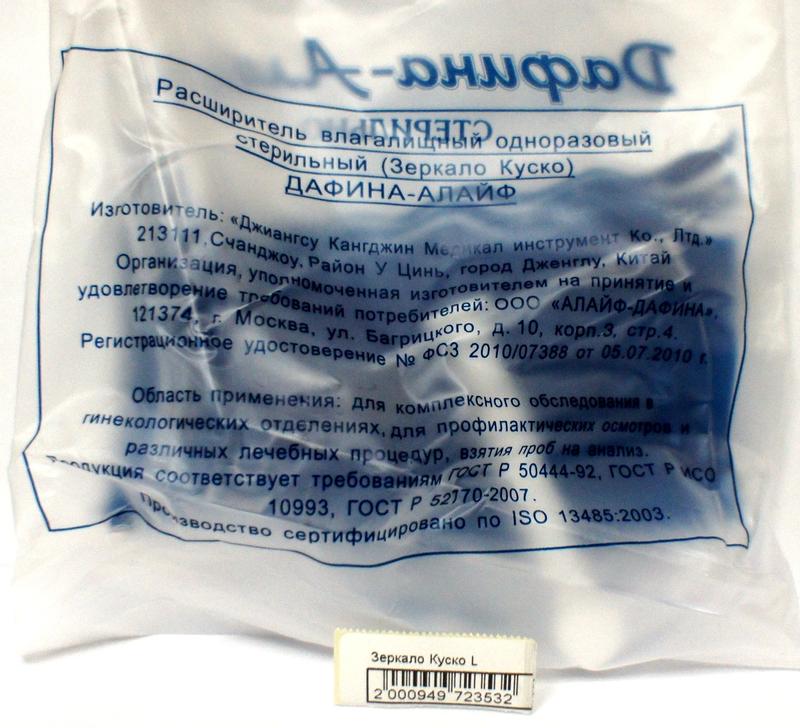 Дафина-Ал
СТЕРИЛЬНО
Расширитель влагалищный одноразовый
стерильный (Зеркало Куско)
ДАФИНА-АЛАЙФ
Изготовитель: «Джиангсу Кангджин Медикал инструмент Ко., Лтд.»
213111, Счанджоу, Район У Цинь, город Дженглу, Китай
Организация, уполномоченная изготовителем на принятие и
удовлетворение требований потребителей: ООО «АЛАЙФ-ДАФИНА»,
121374, г. Москва, ул. Багрицкого, д. 10, корп.3, стр.4.
Регистрационное удостоверение № ФСЗ 2010/07388 от 05.07.2010 г.
Область применения: для комплексного обследования в
гинекологических отделениях, для профилактических осмотров и
различных лечебных процедур, взятия проб на анализ.
Продукция соответствует требованиям ГОСТ Р 50444-92, ГОСТ Р ИСО
10993, ГОСТ Р 52770-2007.
Производство сертифицировано по ISO 13485:2003.
Зеркало Куско L
2 000949 723532